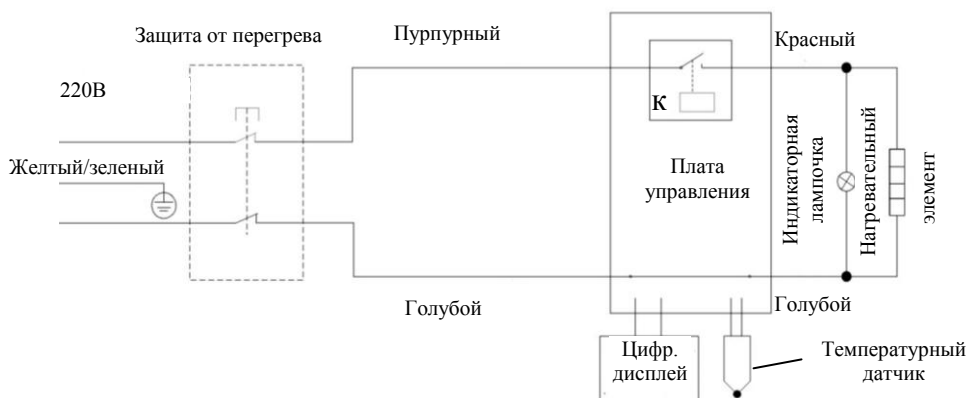 Защита от перегрева
Пурпурный
Красный
220В
К
Желтый/зеленый
Плата
управления
Индикаторная
лампочка
Нагревательный
элемент
Голубой
Голубой
Цифр.
дисплей
Температурный
датчик